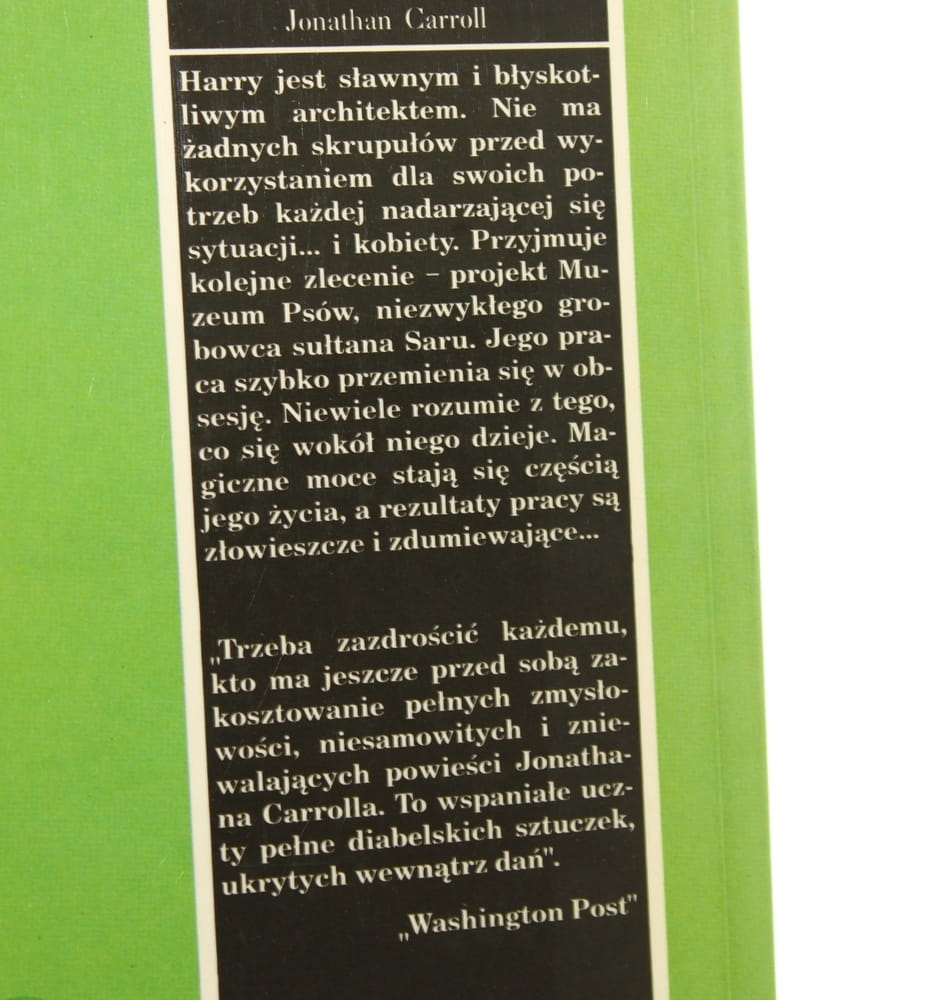 Jonathan Carroll
Harry jest sławnym i błyskot-
liwym architektem. Nie ma
żadnych skrupułów przed wy-
korzystaniem dla swoich po-
trzeb każdej nadarzającej się
sytuacji... i kobiety. Przyjmuje
kolejne zlecenie – projekt Mu-
zeum Psów, niezwykłego gro-
bowca sułtana Saru. Jego pra-
ca szybko przemienia się w ob-
sesję. Niewiele rozumie z tego,
co się wokół niego dzieje. Ma-
giczne moce stają się częścią
jego życia, a rezultaty pracy są
złowieszcze i zdumiewające...
„Trzeba zazdrościć każdemu,
kto ma jeszcze przed sobą za-
kosztowanie pełnych zmysło-
wości, niesamowitych i znie-
walających powieści Jonatha-
na Carrolla. To wspaniałe ucz-
ty pełne diabelskich sztuczek,
ukrytych wewnątrz dań".
„Washington Post"